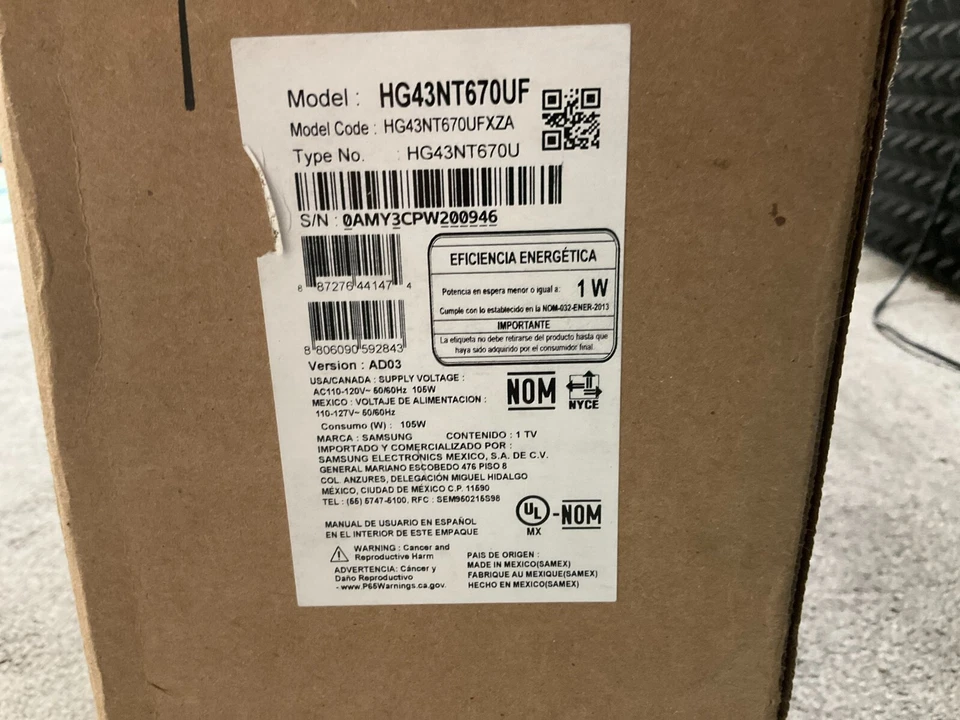 Model : HG43NT670UF
Model Code : HG43NT670UFXZA
Type No. : HG43NT670U
S/N : 0AMY3CPW200946
EFICIENCIA ENERGÉTICA
Potencia en espera menor o igual a: 1 W
Cumple con lo establecido en la NOM-032-ENER-2013
IMPORTANTE
La etiqueta no debe retirarse del producto hasta que
haya sido adquirido por el consumidor final.
8 87276 44147 4
8 806090 592843
Version : AD03
USA/CANADA : SUPPLY VOLTAGE :
AC110-120V~ 50/60Hz 105W
MEXICO : VOLTAJE DE ALIMENTACION :
110-127V~ 50/60Hz
Consumo (W) : 105W
NOM
NYCE
MARCA : SAMSUNG CONTENIDO : 1 TV
IMPORTADO Y COMERCIALIZADO POR :
SAMSUNG ELECTRONICS MEXICO, S.A. DE C.V.
GENERAL MARIANO ESCOBEDO 476 PISO 8
COL. ANZURES, DELEGACIÓN MIGUEL HIDALGO
MÉXICO, CIUDAD DE MÉXICO C.P. 11590
TEL : (55) 5747-5100, RFC : SEM950215S98
MANUAL DE USUARIO EN ESPAÑOL
EN EL INTERIOR DE ESTE EMPAQUE
UL -NOM
MX
WARNING : Cancer and
Reproductive Harm
ADVERTENCIA: Cáncer y
Daño Reproductivo
- www.P65Warnings.ca.gov.
PAIS DE ORIGEN :
MADE IN MEXICO(SAMEX)
FABRIQUE AU MEXIQUE(SAMEX)
HECHO EN MEXICO(SAMEX)